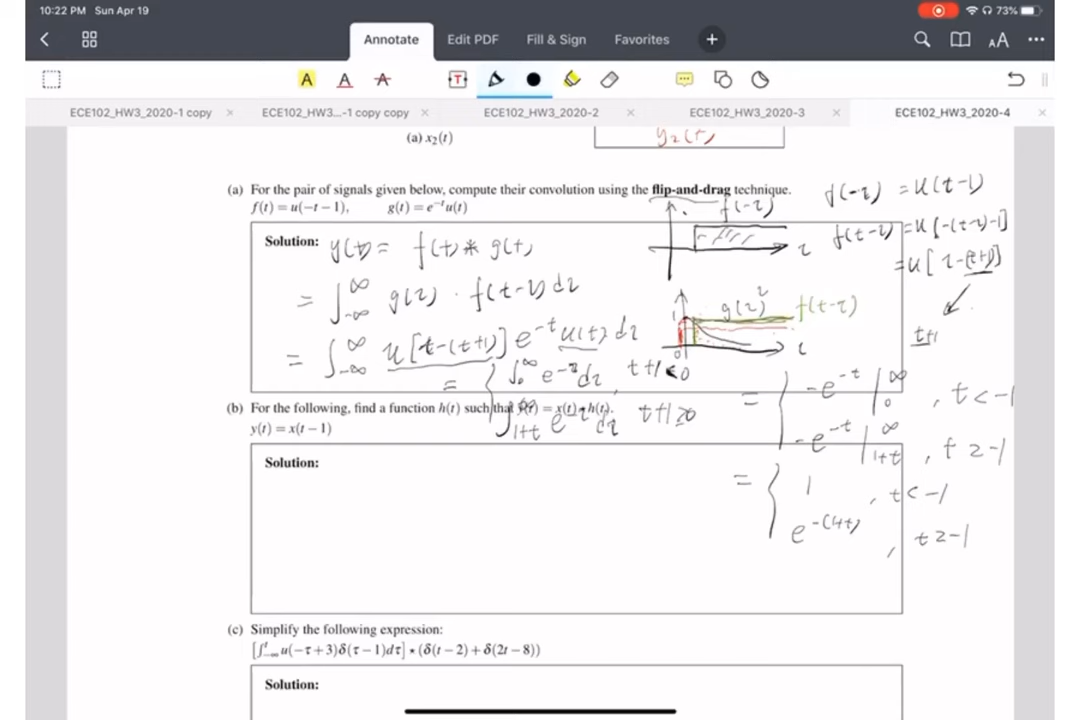 10:22 PM Sun Apr 19
73%
Annotate Edit PDF Fill & Sign Favorites
ECE102_HW3_2020-1 copy × ECE102_HW3...-1 copy copy × ECE102_HW3_2020-2 × ECE102_HW3_2020-3 × ECE102_HW3_2020-4 ×
(a) x₂(t)
y₂(t)
(a) For the pair of signals given below, compute their convolution using the flip-and-drag technique.
f(t) = u(−t − 1), g(t) = e⁻ᵗu(t)
f(-τ) = u(t-1)
f(-τ)
f(t-τ) = u[-(t-τ)-1]
= u[τ-(t+1)]
t+1
τ
Solution: y(t) = f(t) * g(t)
= ∫_{-∞}^{∞} g(τ) · f(t-τ) dτ
g(τ) f(t-τ)
1
0
τ
= ∫_{-∞}^{∞} u[t-(t+1)] e^{-t} u(t) dτ
= { ∫_0^∞ e^{-τ} dτ, t+1<0
∫_{1+t}^∞ e^{-τ} dτ t+1≥0
= { -e^{-t} |_0^∞ , t<-1
-e^{-t} |_{1+t}^∞ , t≥-1
= { 1 , t<-1
e^{-(1+t)} , t≥-1
(b) For the following, find a function h(t) such that y(t) = x(t) * h(t).
y(t) = x(t − 1)
Solution:
(c) Simplify the following expression:
[∫_{−∞}^{t} u(−τ + 3)δ(τ − 1)dτ] * (δ(t − 2) + δ(2t − 8))
Solution: